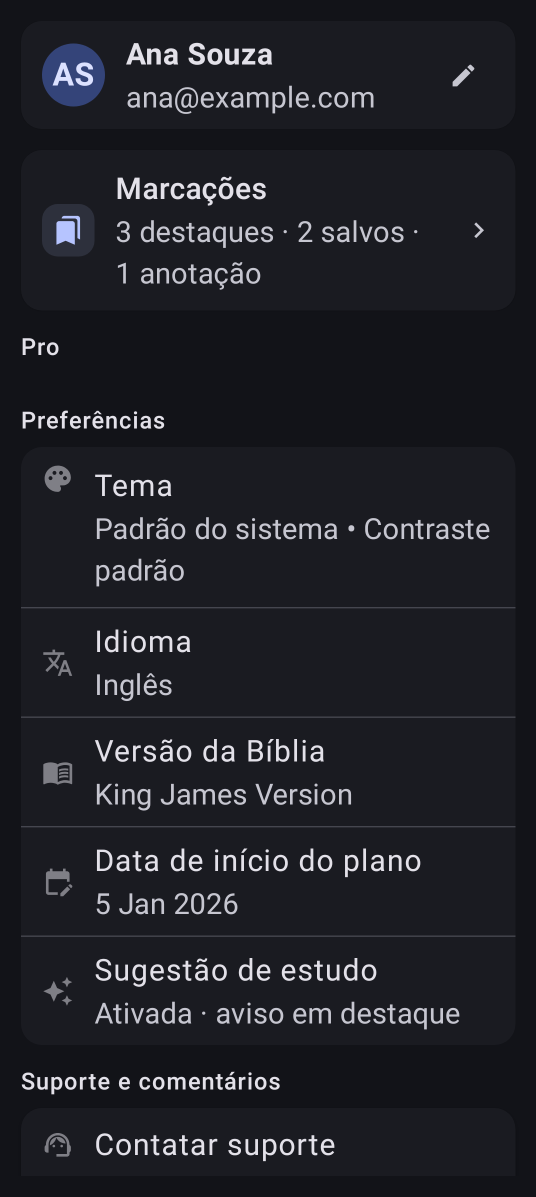 AS
Ana Souza
ana@example.com
Marcações
3 destaques · 2 salvos ·
1 anotação
Pro
Preferências
Tema
Padrão do sistema • Contraste
padrão
Idioma
Inglês
Versão da Bíblia
King James Version
Data de início do plano
5 Jan 2026
Sugestão de estudo
Ativada · aviso em destaque
Suporte e comentários
Contatar suporte